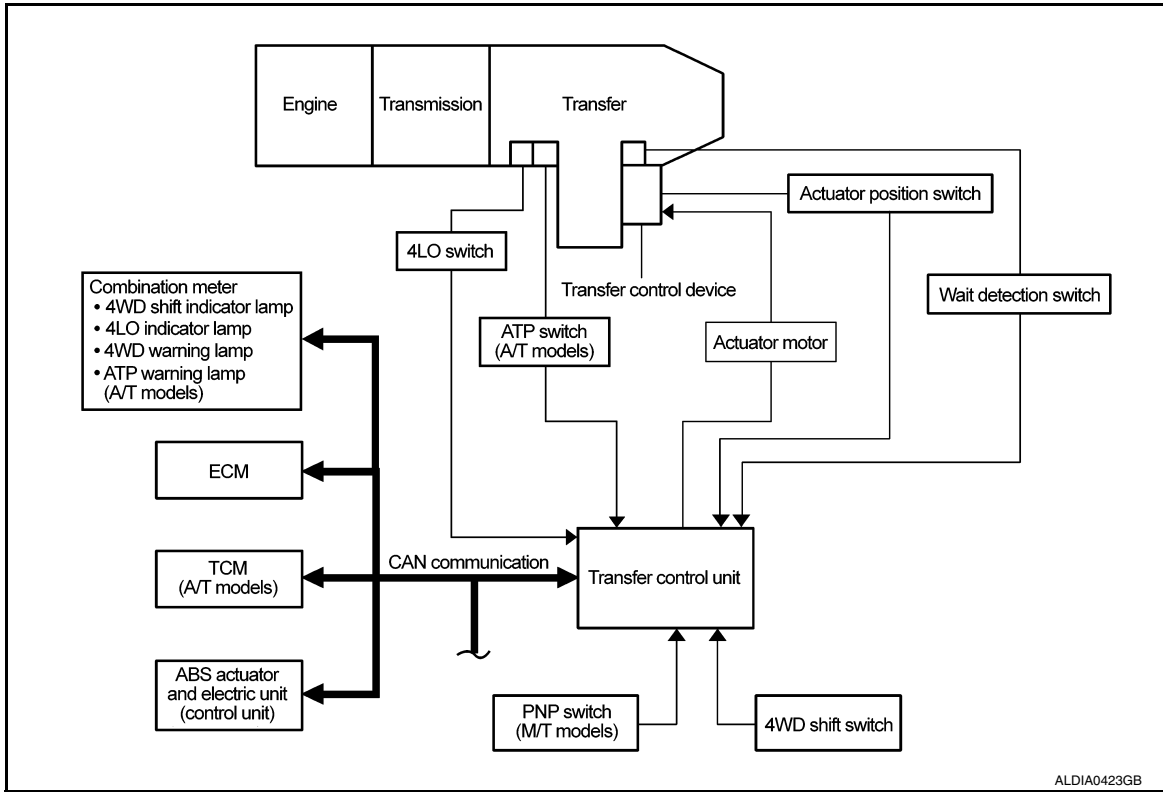 Engine
Transmission
Transfer
Actuator position switch
4LO switch
Transfer control device
Wait detection switch
Combination meter
• 4WD shift indicator lamp
• 4LO indicator lamp
• 4WD warning lamp
• ATP warning lamp
(A/T models)
ATP switch
(A/T models)
Actuator motor
ECM
CAN communication
TCM
(A/T models)
Transfer control unit
ABS actuator
and electric unit
(control unit)
PNP switch
(M/T models)
4WD shift switch
ALDIA0423GB